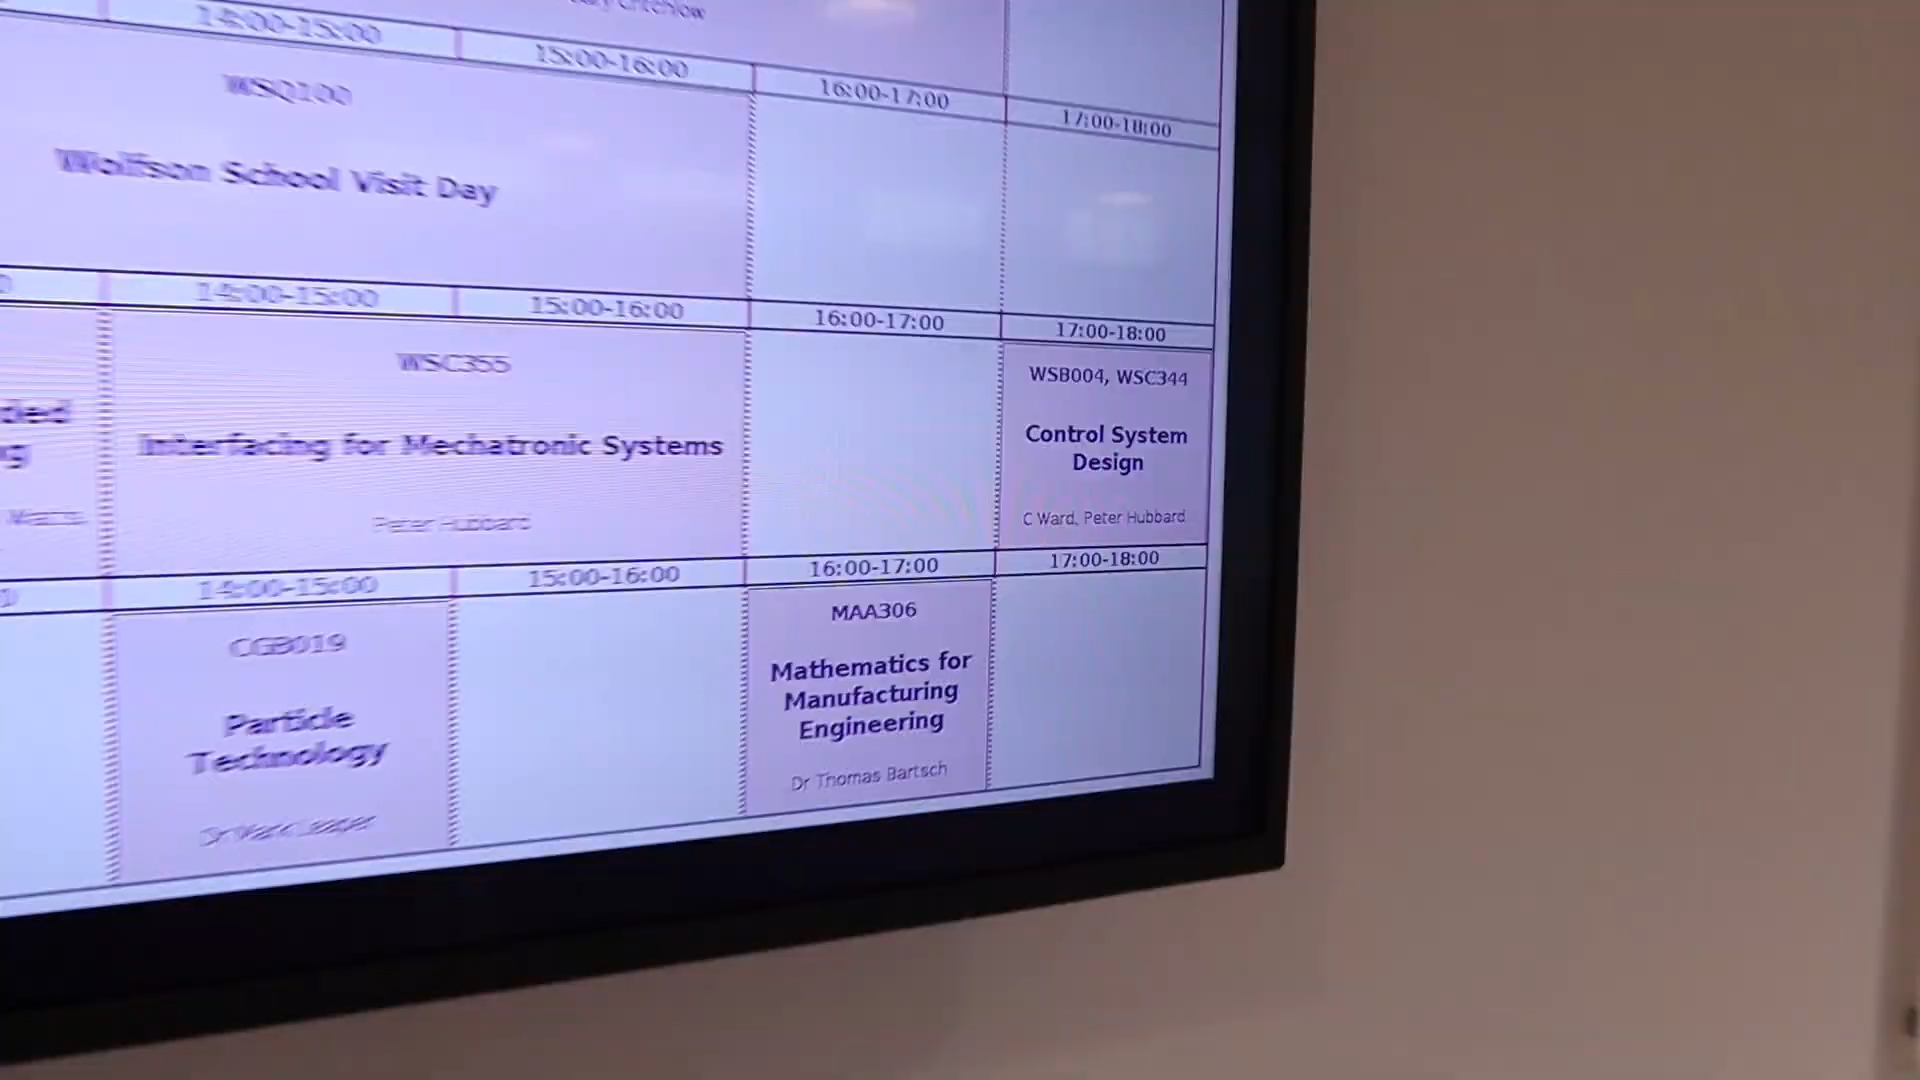 14:00-15:00
15:00-16:00
16:00-17:00
17:00-18:00
WSQ100
Wolfson School Visit Day
14:00-15:00
15:00-16:00
16:00-17:00
17:00-18:00
WSC355
Interfacing for Mechatronic Systems
Peter Hubbard
WSB004, WSC344
Control System
Design
C Ward, Peter Hubbard
14:00-15:00
15:00-16:00
16:00-17:00
17:00-18:00
CGB019
Particle
Technology
Dr Mark Leaper
MAA306
Mathematics for
Manufacturing
Engineering
Dr Thomas Bartsch